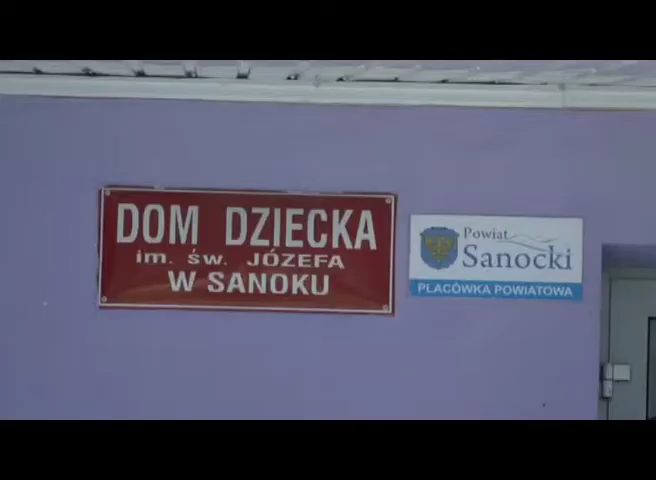 DOM DZIECKA
im. św. JÓZEFA
W SANOKU
Powiat
Sanocki
PLACÓWKA POWIATOWA